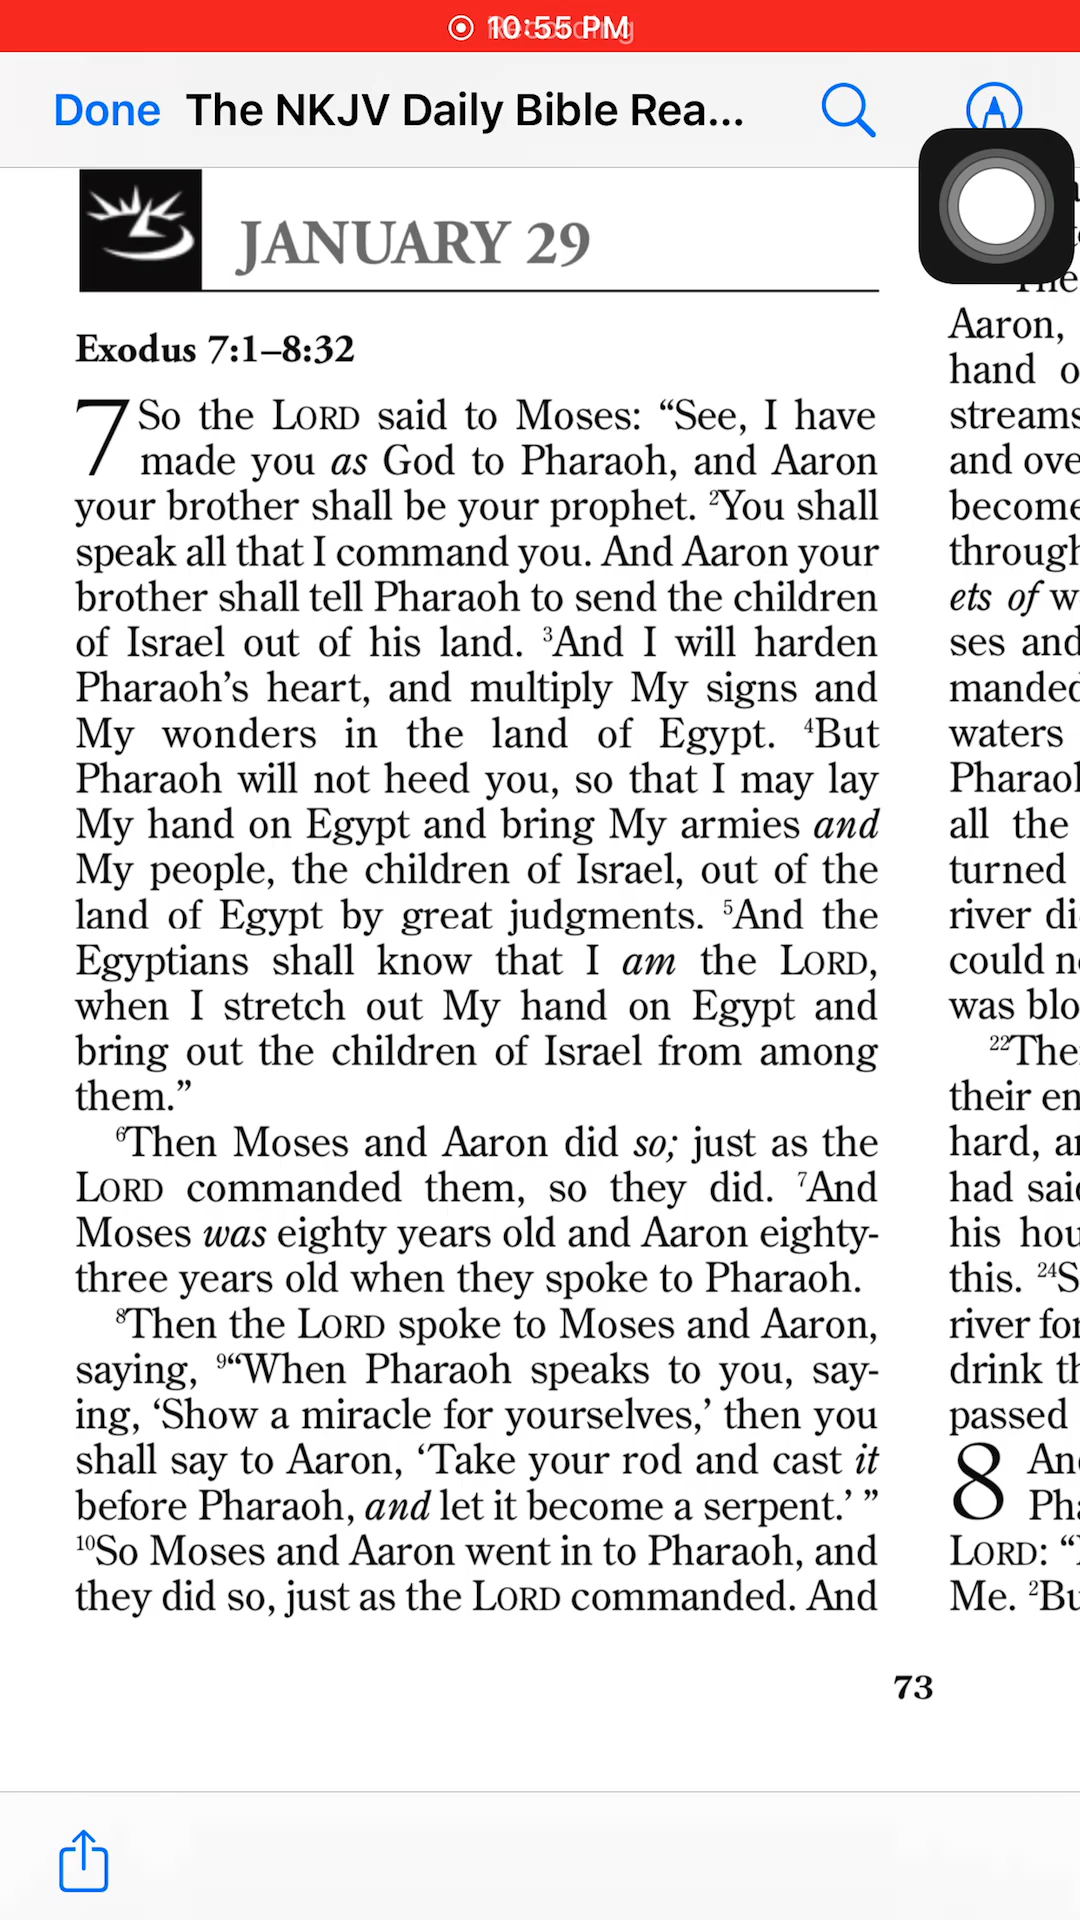 10:55 PM
Done The NKJV Daily Bible Rea...
JANUARY 29
Exodus 7:1–8:32
7 So the LORD said to Moses: “See, I have
made you as God to Pharaoh, and Aaron
your brother shall be your prophet. 2You shall
speak all that I command you. And Aaron your
brother shall tell Pharaoh to send the children
of Israel out of his land. 3And I will harden
Pharaoh’s heart, and multiply My signs and
My wonders in the land of Egypt. 4But
Pharaoh will not heed you, so that I may lay
My hand on Egypt and bring My armies and
My people, the children of Israel, out of the
land of Egypt by great judgments. 5And the
Egyptians shall know that I am the LORD,
when I stretch out My hand on Egypt and
bring out the children of Israel from among
them.”
6Then Moses and Aaron did so; just as the
LORD commanded them, so they did. 7And
Moses was eighty years old and Aaron eighty-
three years old when they spoke to Pharaoh.
8Then the LORD spoke to Moses and Aaron,
saying, 9“When Pharaoh speaks to you, say-
ing, ‘Show a miracle for yourselves,’ then you
shall say to Aaron, ‘Take your rod and cast it
before Pharaoh, and let it become a serpent.’ ”
10So Moses and Aaron went in to Pharaoh, and
they did so, just as the LORD commanded. And
Aaron,
hand
streams
and
become
through
ets of
ses and
waters
all the
turned
river
could
was
22
their
hard,
had
his
this. 24
river
drink
passed
8
LORD: “
Me. 2
73